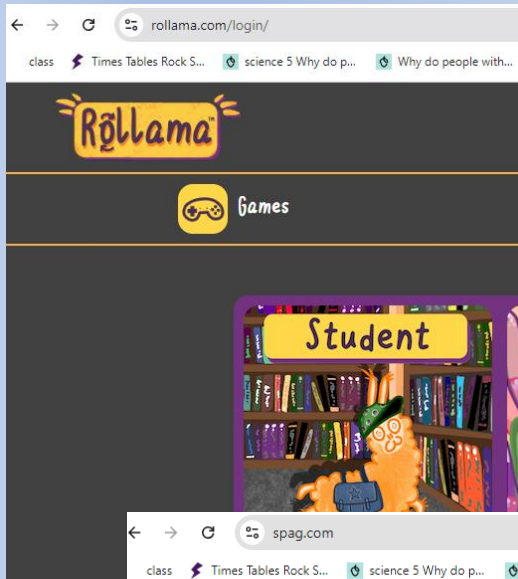 rollama.com/login/
class Times Tables Rock S... science 5 Why do p... Why do people with...
Rollama™
Games
Student
spag.com
class Times Tables Rock S... science 5 Why do p...